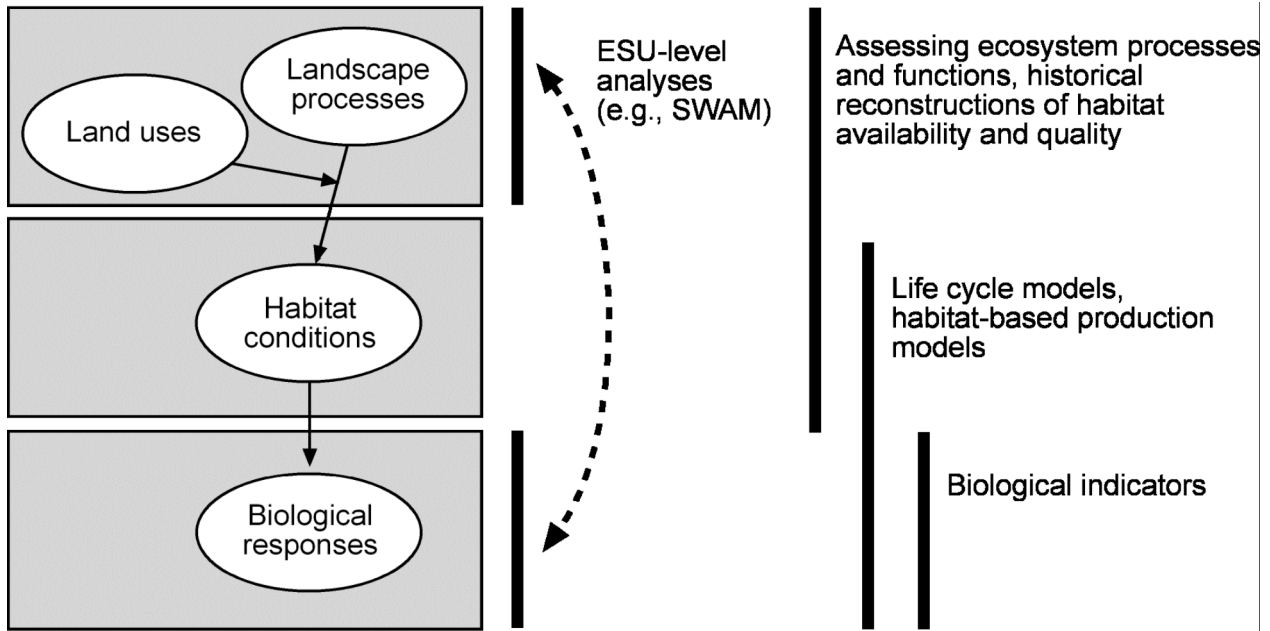 Landscape
processes
Land uses
Habitat
conditions
Biological
responses
ESU-level
analyses
(e.g., SWAM)
Assessing ecosystem processes
and functions, historical
reconstructions of habitat
availability and quality
Life cycle models,
habitat-based production
models
Biological indicators